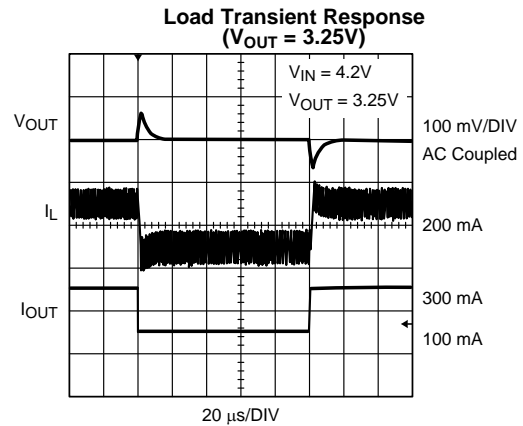 Load Transient Response
(VOUT = 3.25V)
VIN = 4.2V
VOUT = 3.25V
VOUT
100 mV/DIV
AC Coupled
IL
200 mA
IOUT
300 mA
100 mA
20 µs/DIV